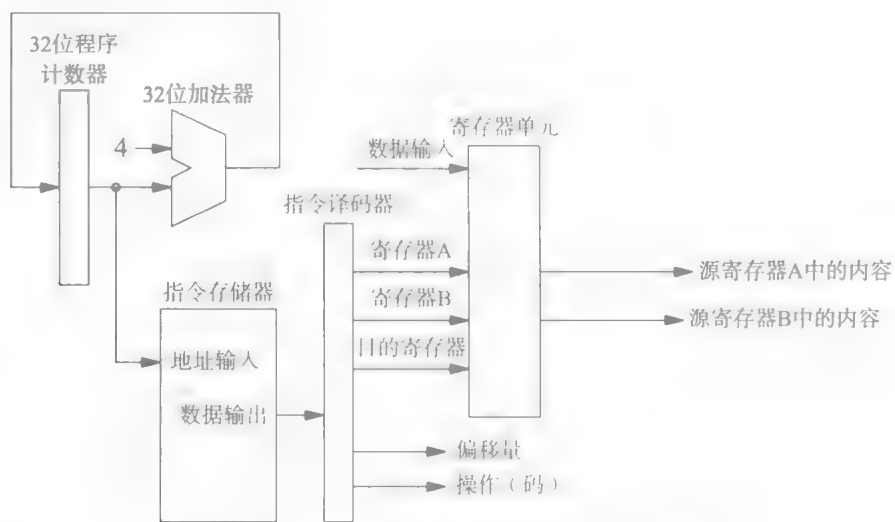 32位程序
计数器
32位加法器
4
寄存器单元
数据输入
指令译码器
寄存器A
源寄存器A中的内容
指令存储器
寄存器B
源寄存器B中的内容
目的寄存器
地址输入
数据输出
偏移量
操作（码）